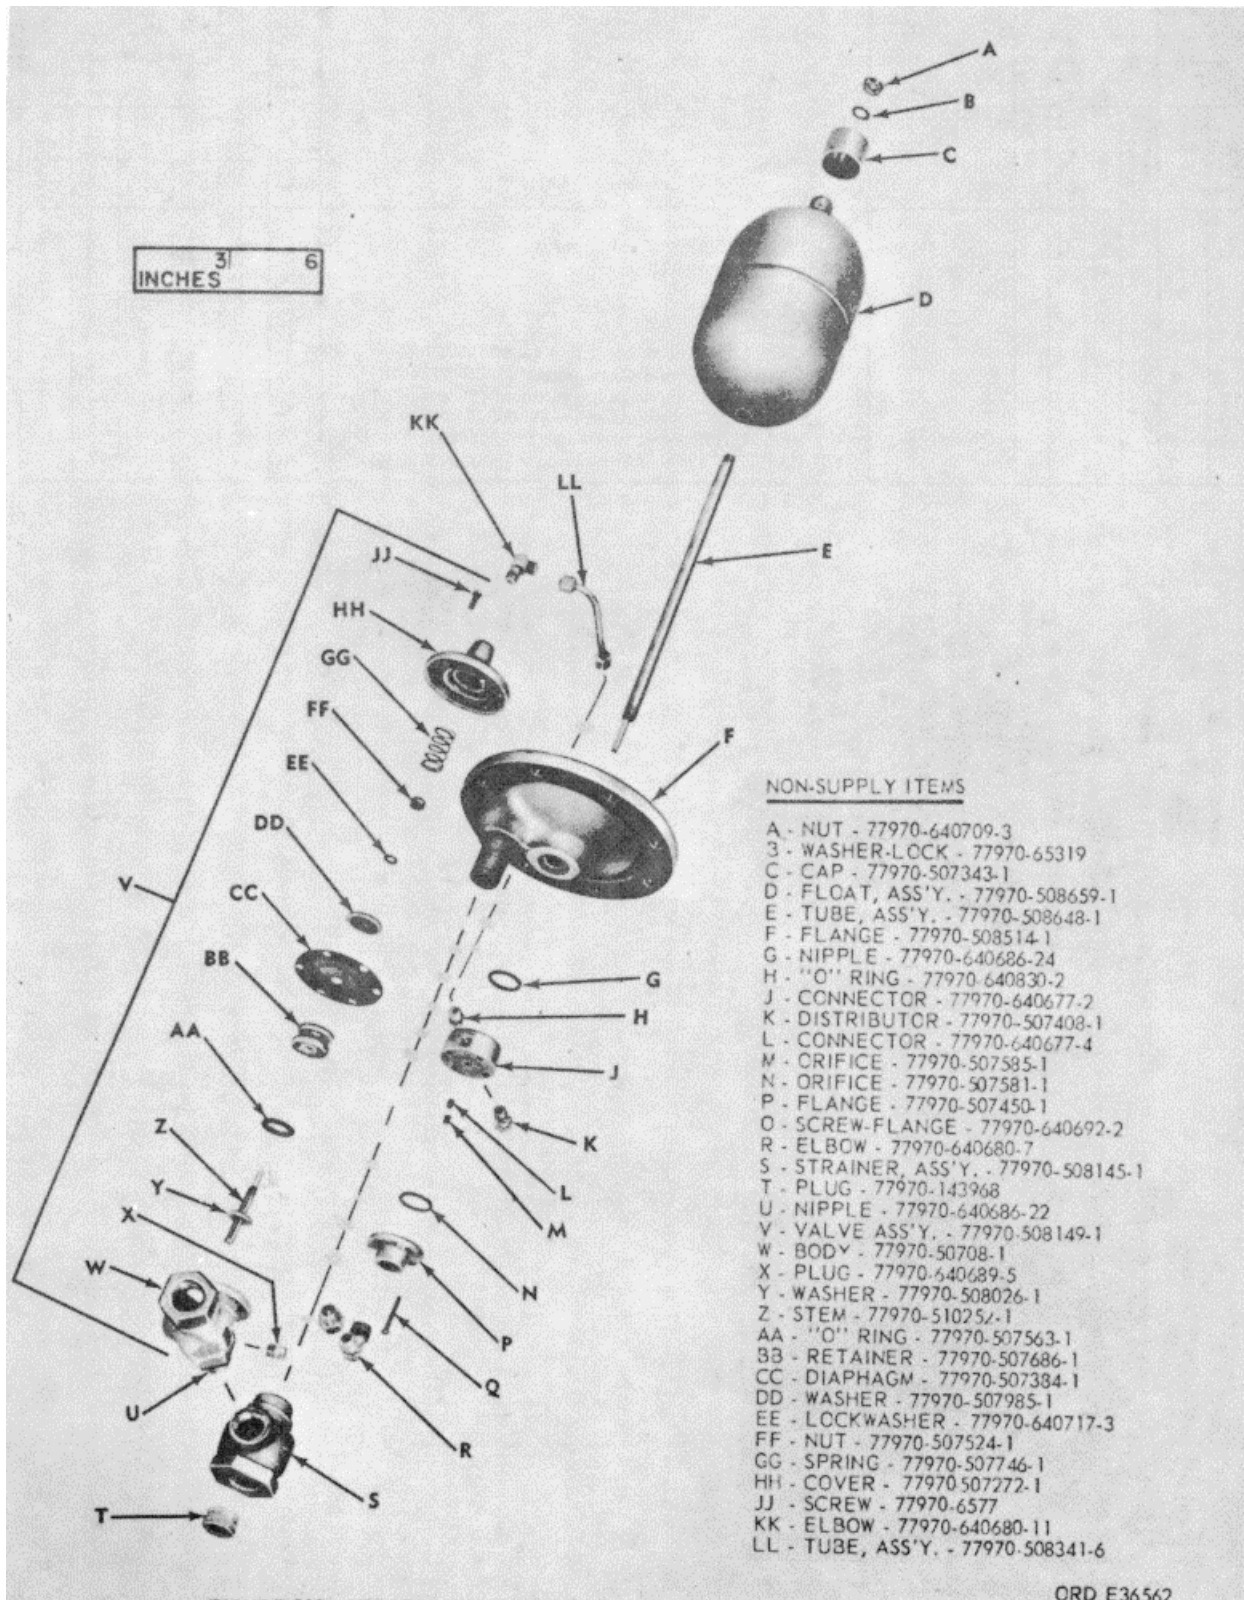 A
B
C
INCHES 3 6
D
KK
LL
JJ
E
HH
GG
FF
F
EE
DD
V
CC
BB
G
AA
H
J
Z
K
Y
L
X
M
W
N
P
Q
U
R
S
T
NON-SUPPLY ITEMS
A - NUT - 77970-640709-3
3 - WASHER-LOCK - 77970-65319
C - CAP - 77970-507343-1
D - FLOAT, ASS'Y. - 77970-508659-1
E - TUBE, ASS'Y. - 77970-508648-1
F - FLANGE - 77970-508514-1
G - NIPPLE - 77970-640686-24
H - "O" RING - 77970-640830-2
J - CONNECTOR - 77970-640677-2
K - DISTRIBUTOR - 77970-507408-1
L - CONNECTOR - 77970-640677-4
M - ORIFICE - 77970-507585-1
N - ORIFICE - 77970-507581-1
P - FLANGE - 77970-507450-1
O - SCREW-FLANGE - 77970-640692-2
R - ELBOW - 77970-640680-7
S - STRAINER, ASS'Y. - 77970-508145-1
T - PLUG - 77970-143968
U - NIPPLE - 77970-640686-22
V - VALVE ASS'Y. - 77970-508149-1
W - BODY - 77970-50708-1
X - PLUG - 77970-640689-5
Y - WASHER - 77970-508026-1
Z - STEM - 77970-510252-1
AA - "O" RING - 77970-507563-1
BB - RETAINER - 77970-507686-1
CC - DIAPHAGM - 77970-507384-1
DD - WASHER - 77970-507985-1
EE - LOCKWASHER - 77970-640717-3
FF - NUT - 77970-507524-1
GG - SPRING - 77970-507746-1
HH - COVER - 77970 507272-1
JJ - SCREW - 77970-6577
KK - ELBOW - 77970-640680-11
LL - TUBE, ASS'Y. - 77970-508341-6
ORD E36562